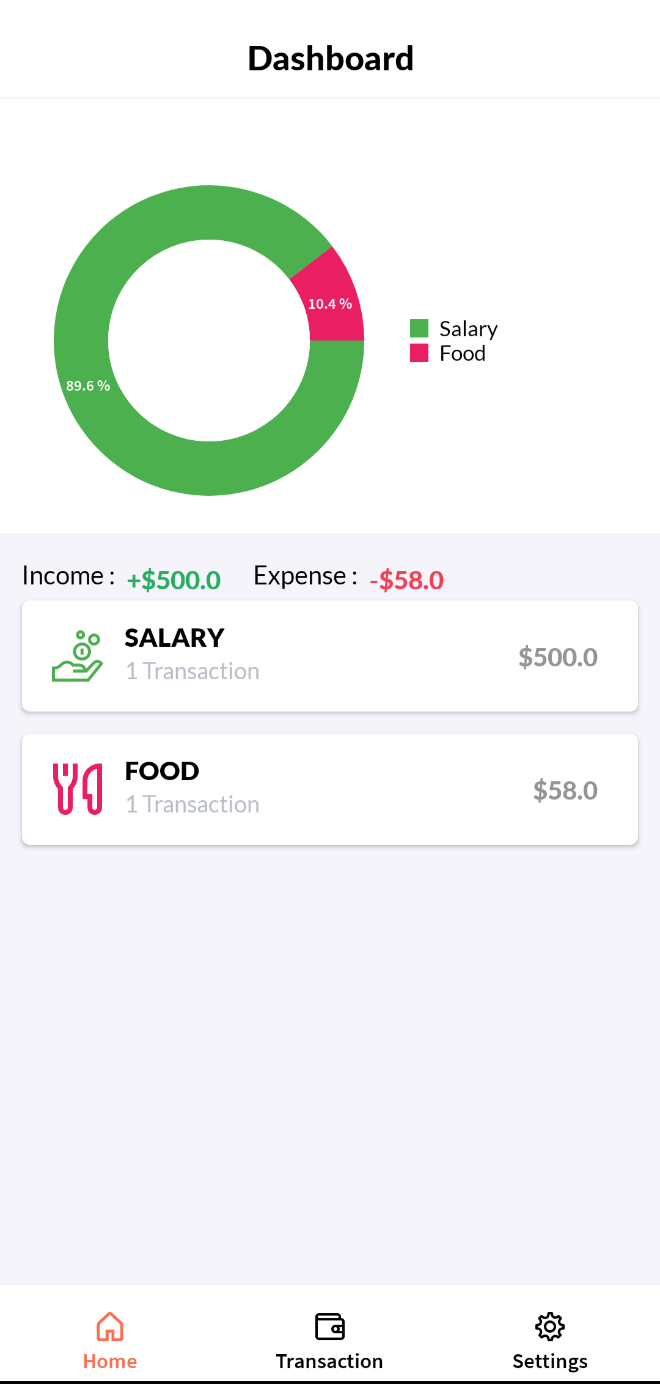 Dashboard
10.4 %
Salary
Food
89.6 %
Income : +$500.0 Expense : -$58.0
SALARY
1 Transaction
$500.0
FOOD
1 Transaction
$58.0
Home Transaction Settings